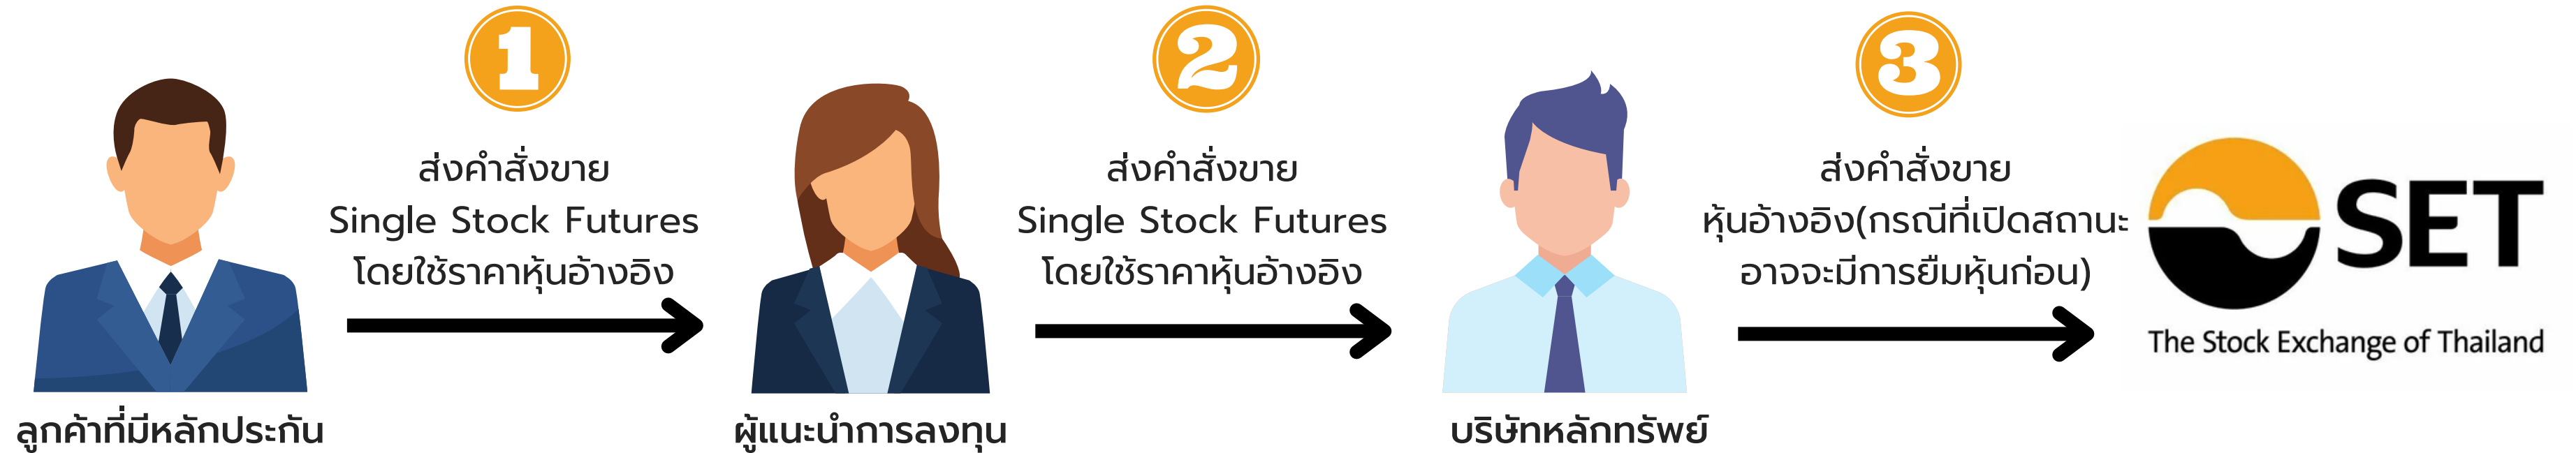 1
ส่งคำสั่งขาย
Single Stock Futures
โดยใช้ราคาหุ้นอ้างอิง
2
ส่งคำสั่งขาย
Single Stock Futures
โดยใช้ราคาหุ้นอ้างอิง
3
ส่งคำสั่งขาย
หุ้นอ้างอิง(กรณีที่เปิดสถานะ
อาจจะมีการยืมหุ้นก่อน)
SET
The Stock Exchange of Thailand
ลูกค้าที่มีหลักประกัน
ผู้แนะนำการลงทุน
บริษัทหลักทรัพย์